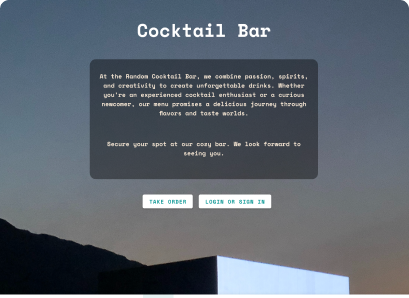 Cocktail Bar
At the Random Cocktail Bar, we combine passion, spirits,
and creativity to create unforgettable drinks. Whether
you're an experienced cocktail enthusiast or a curious
newcomer, our menu promises a delicious journey through
flavors and taste worlds.
Secure your spot at our cozy bar. We look forward to
seeing you.
TAKE ORDER
LOGIN OR SIGN IN